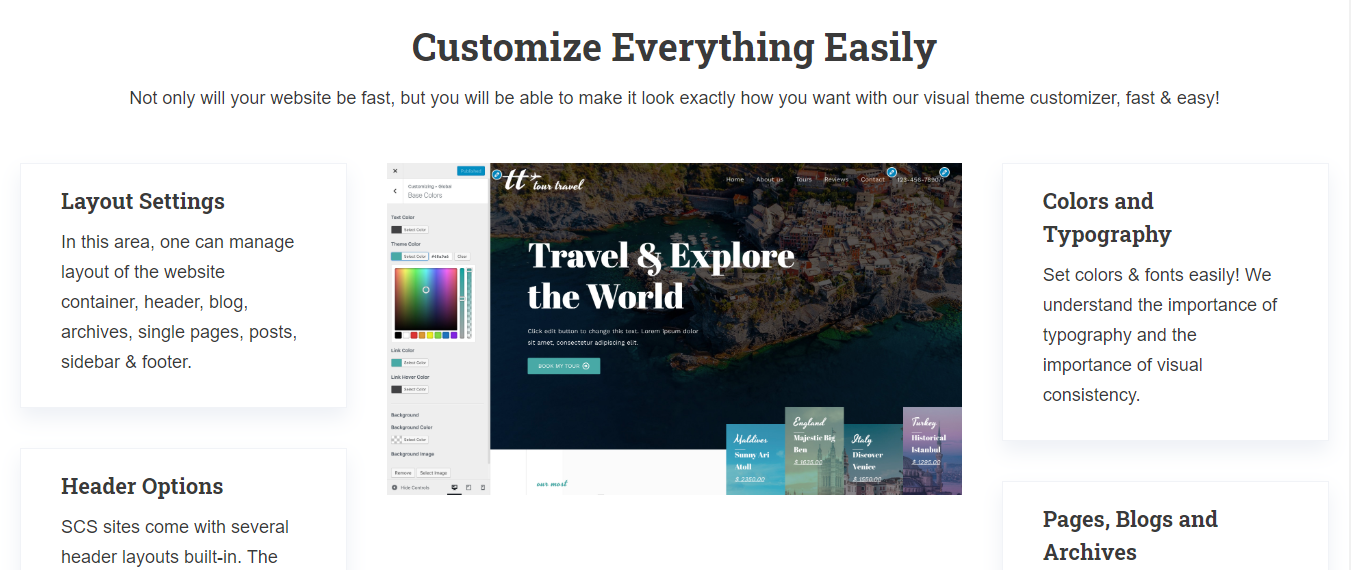 Customize Everything Easily
Not only will your website be fast, but you will be able to make it look exactly how you want with our visual theme customizer, fast & easy!
Layout Settings
In this area, one can manage
layout of the website
container, header, blog,
archives, single pages, posts,
sidebar & footer.
Header Options
SCS sites come with several
header layouts built-in. The
Published
Customizing • Global
Base Colors
Text Color
Select Color
Theme Color
Select Color
Clear
Link Color
Select Color
Link Hover Color
Select Color
Background
Background Color
Select Color
Background Image
Remove
Select Image
Hide Controls
tt tour travel
Home
About us
Tours
Reviews
Contact
123-456-7890
Travel & Explore
the World
Click edit button to change this text. Lorem ipsum dolor
sit amet, consectetur adipiscing elit.
BOOK MY TOUR
Maldives
Sunny Ari
Atoll
$ 2350.00
England
Majestic Big
Ben
$ 1835.00
Italy
Discover
Venice
$ 1550.00
Turkey
Historical
Istanbul
$ 1285.00
our most
Colors and
Typography
Set colors & fonts easily! We
understand the importance of
typography and the
importance of visual
consistency.
Pages, Blogs and
Archives